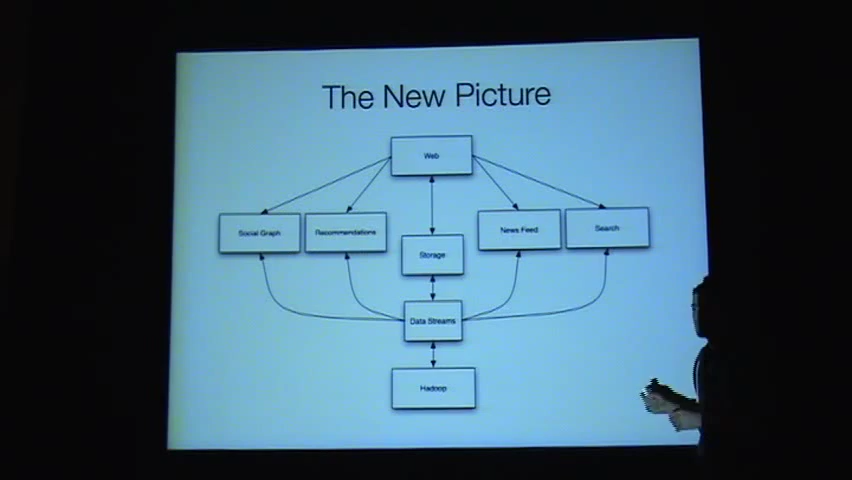 The New Picture
Web
Social Graph
Recommendations
Storage
News Feed
Search
Data Streams
Hadoop